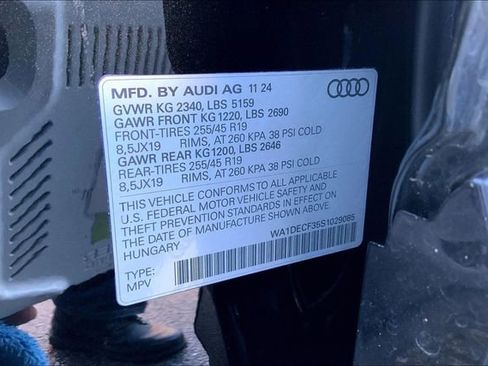 MFD. BY AUDI AG 11 24
GVWR KG 2340, LBS 5159
GAWR FRONT KG 1220, LBS 2690
FRONT-TIRES 255/45 R19
8,5JX19 RIMS, AT 260 KPA 38 PSI COLD
GAWR REAR KG1200, LBS 2646
REAR-TIRES 255/45 R19
8,5JX19 RIMS, AT 260 KPA 38 PSI COLD
THIS VEHICLE CONFORMS TO ALL APPLICABLE
U.S. FEDERAL MOTOR VEHICLE SAFETY AND
THEFT PREVENTION STANDARDS IN EFFECT ON
THE DATE OF MANUFACTURE SHOWN ABOVE
HUNGARY
WA1DECF35S1029085
TYPE:
MPV